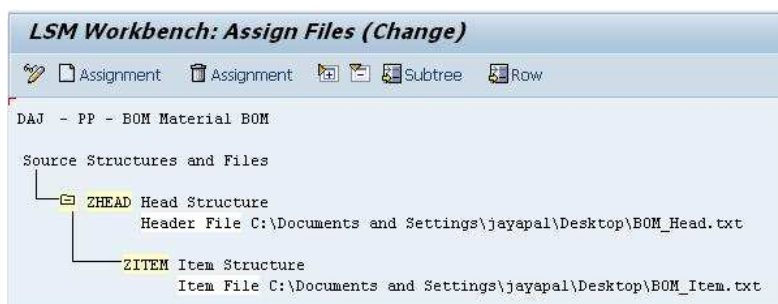 LSM Workbench: Assign Files (Change)
Assignment Assignment Subtree Row
DAJ - PP - BOM Material BOM
Source Structures and Files
ZHEAD Head Structure
Header File C:\Documents and Settings\jayapal\Desktop\BOM_Head.txt
ZITEM Item Structure
Item File C:\Documents and Settings\jayapal\Desktop\BOM_Item.txt